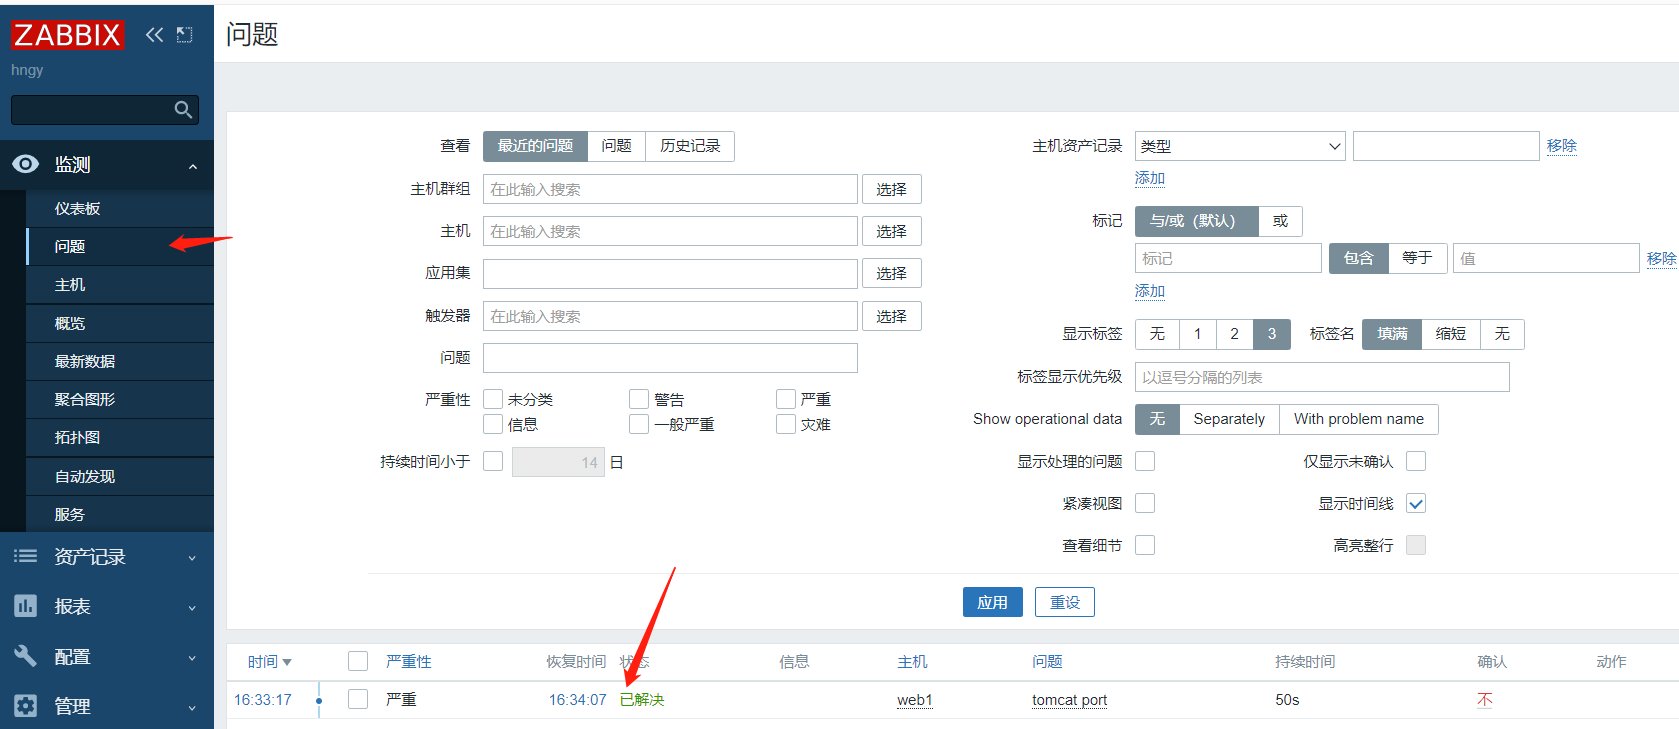 ZABBIX
hngy
监测
仪表板
问题
主机
概览
最新数据
聚合图形
拓扑图
自动发现
服务
资产记录
报表
配置
管理
问题
查看 最近的问题 问题 历史记录
主机群组 在此输入搜索 选择
主机 在此输入搜索 选择
应用集 选择
触发器 在此输入搜索 选择
问题
严重性 未分类 警告 严重
信息 一般严重 灾难
持续时间小于 14 日
主机资产记录 类型 移除
添加
标记 与/或（默认） 或
标记 包含 等于 值 移除
添加
显示标签 无 1 2 3 标签名 填满 缩短 无
标签显示优先级 以逗号分隔的列表
Show operational data 无 Separately With problem name
显示处理的问题 仅显示未确认
紧凑视图 显示时间线
查看细节 高亮整行
应用 重设
时间 严重性 恢复时间 状态 信息 主机 问题 持续时间 确认 动作
16:33:17 严重 16:34:07 已解决 web1 tomcat port 50s 不